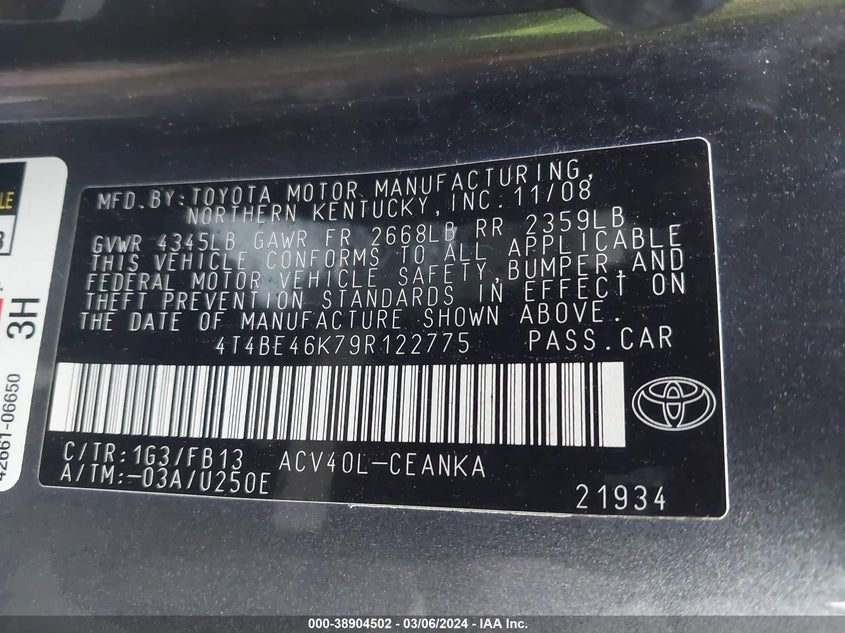 MFD.BY:TOYOTA MOTOR MANUFACTURING,
NORTHERN KENTUCKY,INC.11/08
GVWR 4345LB GAWR FR 2668LB RR 2359LB
THIS VEHICLE CONFORMS TO ALL APPLICABLE
FEDERAL MOTOR VEHICLE SAFETY,BUMPER,AND
THEFT PREVENTION STANDARDS IN EFFECT ON
THE DATE OF MANUFACTURE SHOWN ABOVE.
4T4BE46K79R122775 PASS.CAR
C/TR:1G3/FB13 ACV40L-CEANKA
A/TM:-03A/U250E
21934
3H
42661-06650
000-38904502 — 03/06/2024 — IAA Inc.